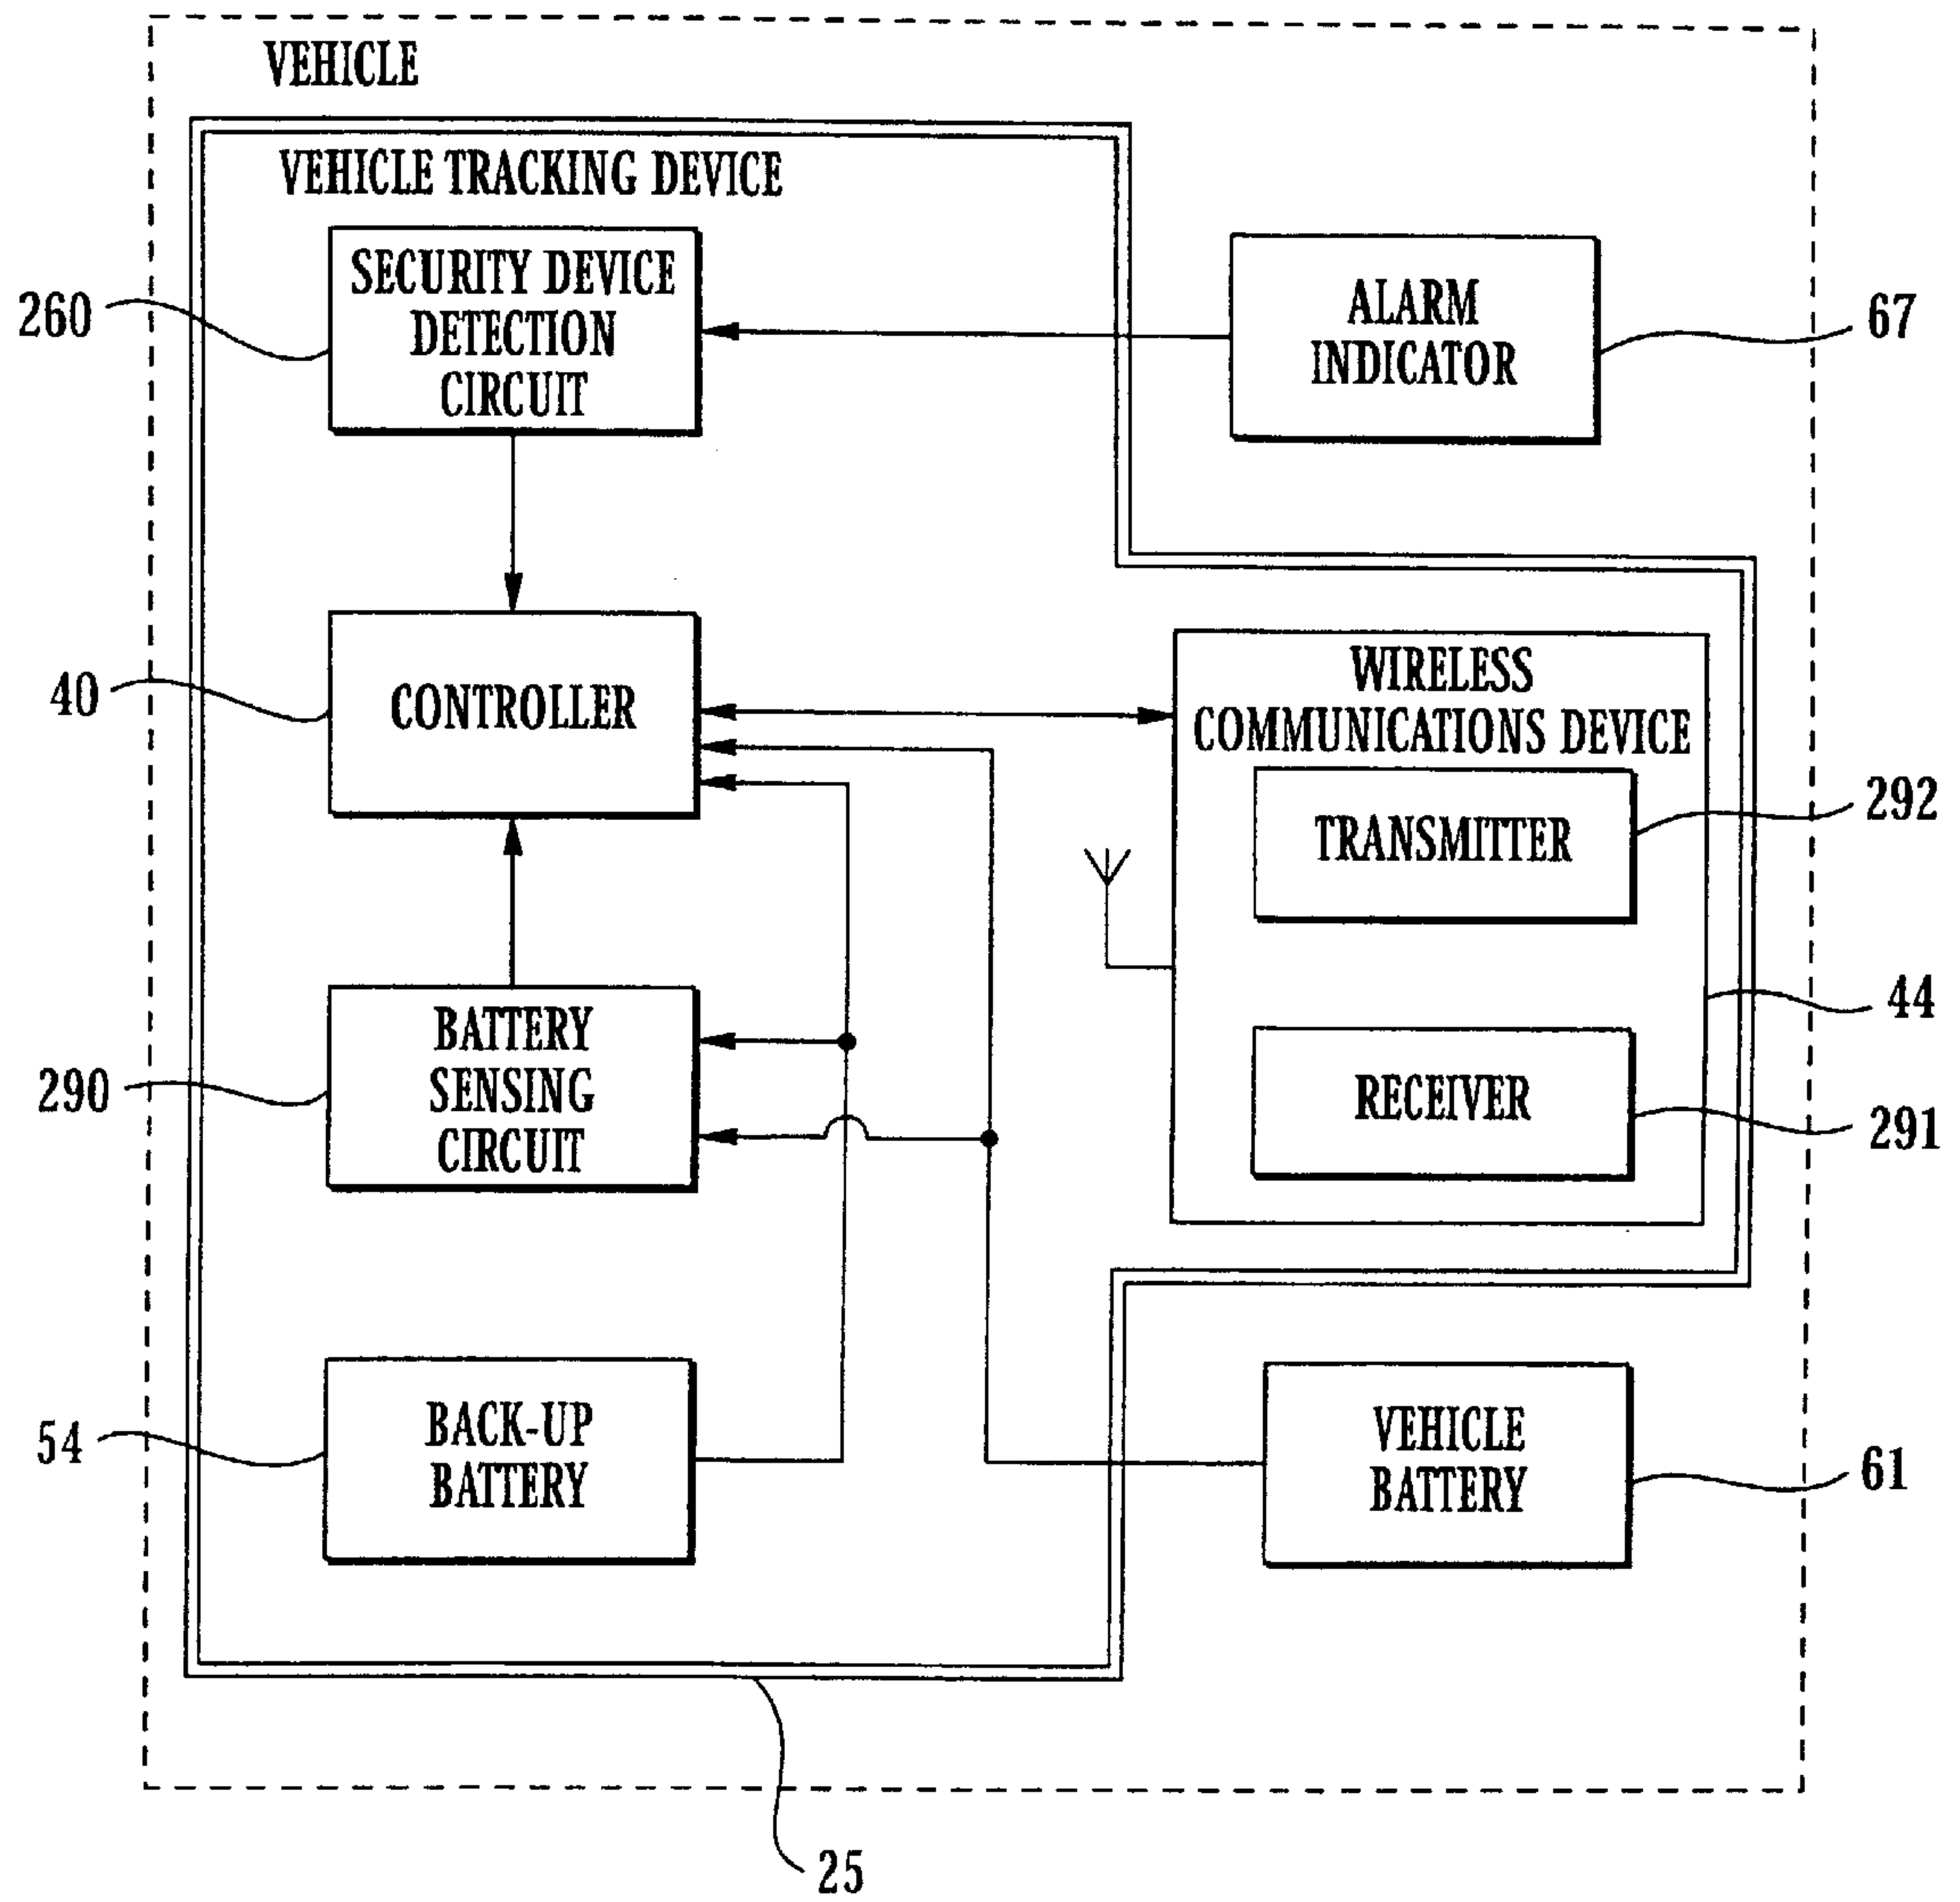 VEHICLE
VEHICLE TRACKING DEVICE
SECURITY DEVICE
DETECTION
CIRCUIT
260
ALARM
INDICATOR
67
40
CONTROLLER
WIRELESS
COMMUNICATIONS DEVICE
TRANSMITTER
292
44
BATTERY
SENSING
CIRCUIT
290
RECEIVER
291
54
BACK-UP
BATTERY
VEHICLE
BATTERY
61
25